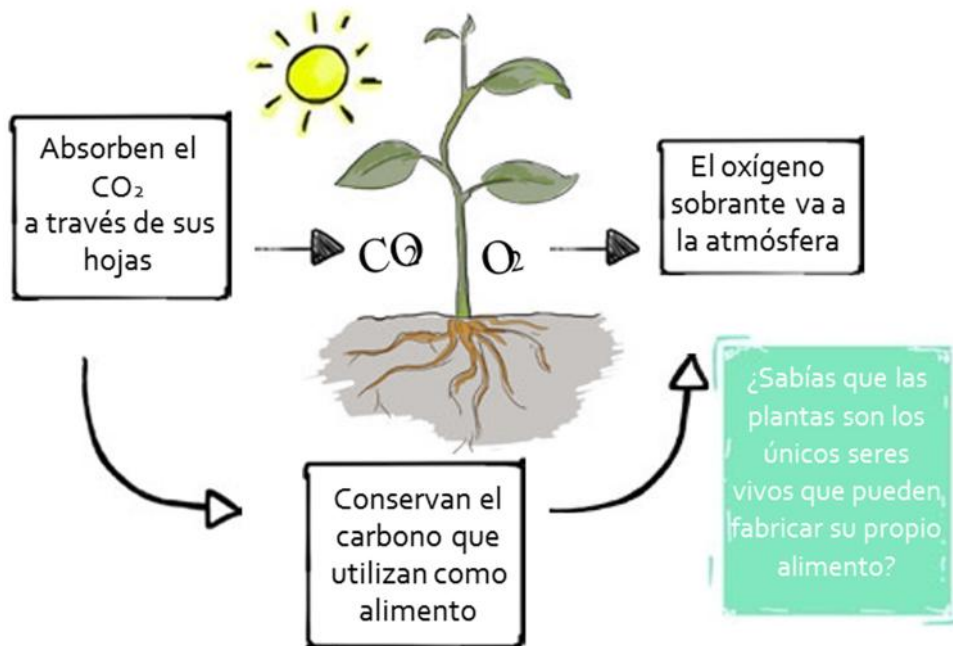 Absorben el
CO₂
a través de sus
hojas
CO2
O2
El oxígeno
sobrante va a
la atmósfera
Conservan el
carbono que
utilizan como
alimento
¿Sabías que las
plantas son los
únicos seres
vivos que pueden
fabricar su propio
alimento?